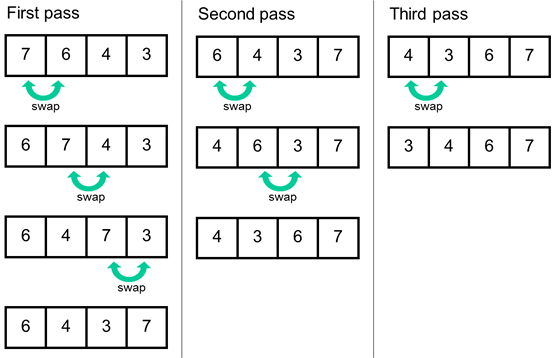 First pass
7 6 4 3
swap
6 7 4 3
swap
6 4 7 3
swap
6 4 3 7
Second pass
6 4 3 7
swap
4 6 3 7
swap
4 3 6 7
Third pass
4 3 6 7
swap
3 4 6 7